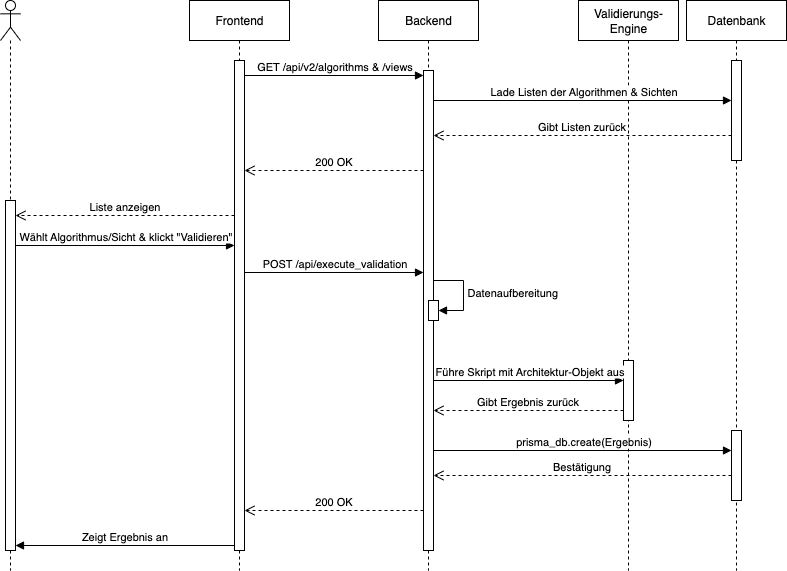 Frontend
Backend
Validierungs-
Engine
Datenbank
GET /api/v2/algorithms & /views
Lade Listen der Algorithmen & Sichten
Gibt Listen zurück
200 OK
Liste anzeigen
Wählt Algorithmus/Sicht & klickt "Validieren"
POST /api/execute_validation
Datenaufbereitung
Führe Skript mit Architektur-Objekt aus
Gibt Ergebnis zurück
prisma_db.create(Ergebnis)
Bestätigung
200 OK
Zeigt Ergebnis an